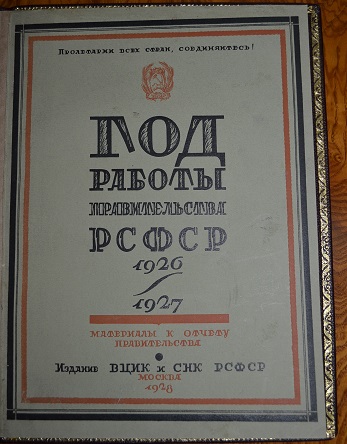 Пролетарии всех стран, соединяйтесь!
ГОД
РАБОТЫ
ПРАВИТЕЛЬСТВА
РСФСР
1926
1927
МАТЕРИАЛЫ К ОТЧЕТУ
ПРАВИТЕЛЬСТВА
Издание ВЦИК и СНК РСФСР
МОСКВА
1928